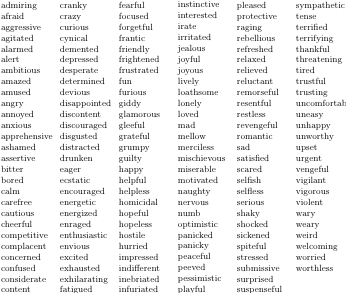 admiring cranky fearful instinctive pleased sympathetic
afraid crazy focused interested protective tense
aggressive curious forgetful irate raging terrified
agitated cynical frantic irritated rebellious terrifying
alarmed demented friendly jealous refreshed thankful
alert depressed frightened joyful relaxed threatening
ambitious desperate frustrated joyous relieved tired
amazed determined fun lively reluctant trustful
amused devious furious loathsome remorseful trusting
angry disappointed giddy lonely resentful uncomfortab
annoyed discontent glamorous loved restless uneasy
anxious discouraged gleeful mad revengeful unhappy
apprehensive disgusted grateful mellow romantic unworthy
ashamed distracted grumpy merciless sad upset
assertive drunken guilty mischievous satisfied urgent
bitter eager happy miserable scared vengeful
bored ecstatic helpful motivated selfish vigilant
calm encouraged helpless naughty selfless vigorous
carefree energetic homicidal nervous serious violent
cautious energized hopeful numb shaky wary
cheerful enraged hopeless optimistic shocked weary
competitive enthusiastic hostile panicked sickened weird
complacent envious hurried panicky spiteful welcoming
concerned excited impressed peaceful stressed worried
confused exhausted indifferent peeved submissive worthless
considerate exhilarating inebriated pessimistic surprised
content fatigued infuriated playful suspenseful